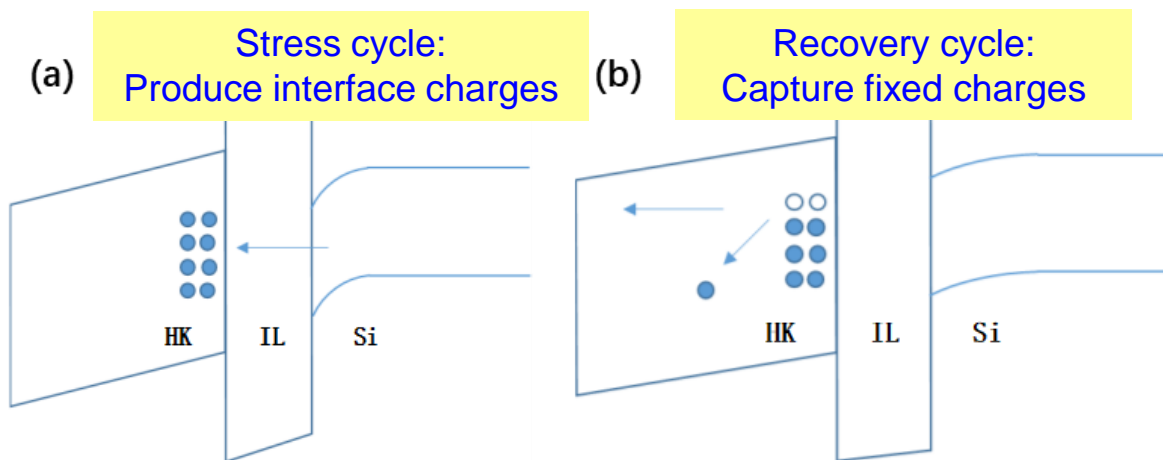 (a)
Stress cycle:
Produce interface charges
(b)
Recovery cycle:
Capture fixed charges
HK IL Si
HK IL Si